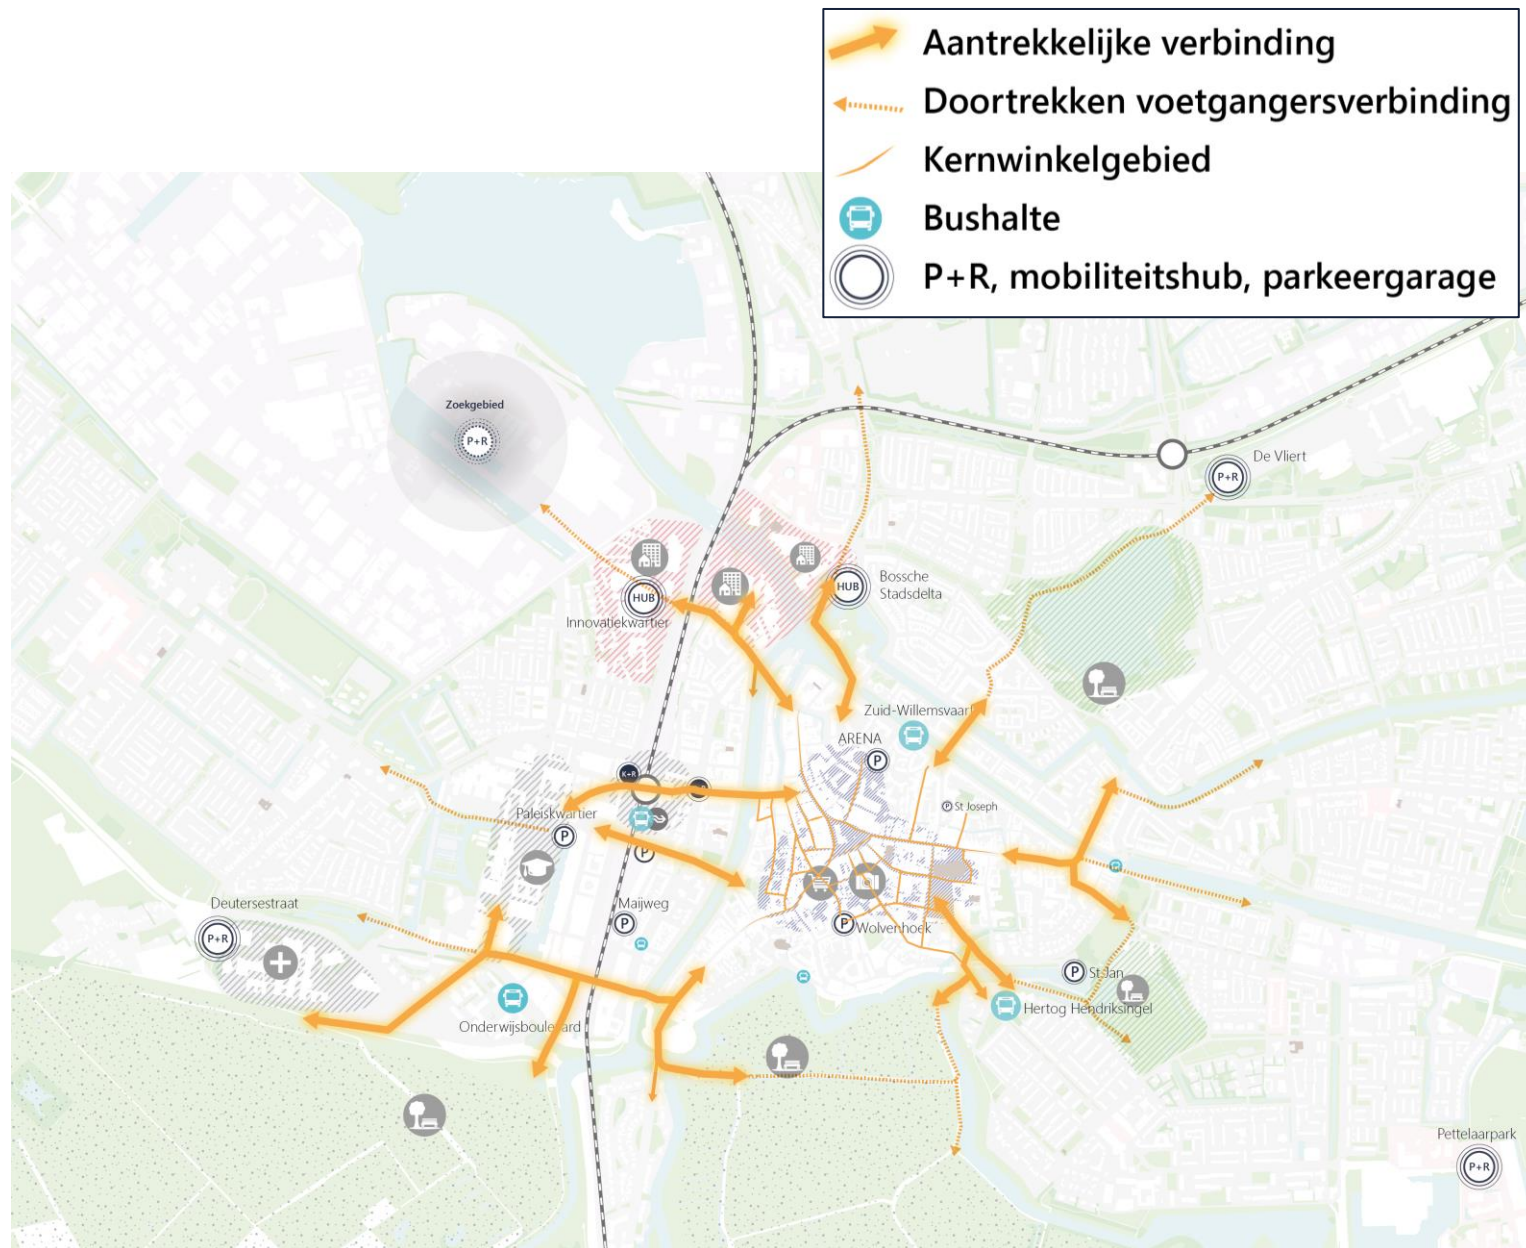 Aantrekkelijke verbinding
Doortrekken voetgangersverbinding
Kernwinkelgebied
Bushalte
P+R, mobiliteitshub, parkeergarage
Zoekgebied
P+R
De Vliert
P+R
HUB
Innovatiekwartier
HUB
Bossche
Stadsdelta
Zuid-Willemsvaart
ARENA
P
K+R
Paleiskwartier
P
P
P St Joseph
Deutersestraat
P+R
Maijweg
P
P
Wolvenhoek
P
St Jan
Onderwijsboulevard
Hertog Hendriksingel
Pettelaarpark
P+R